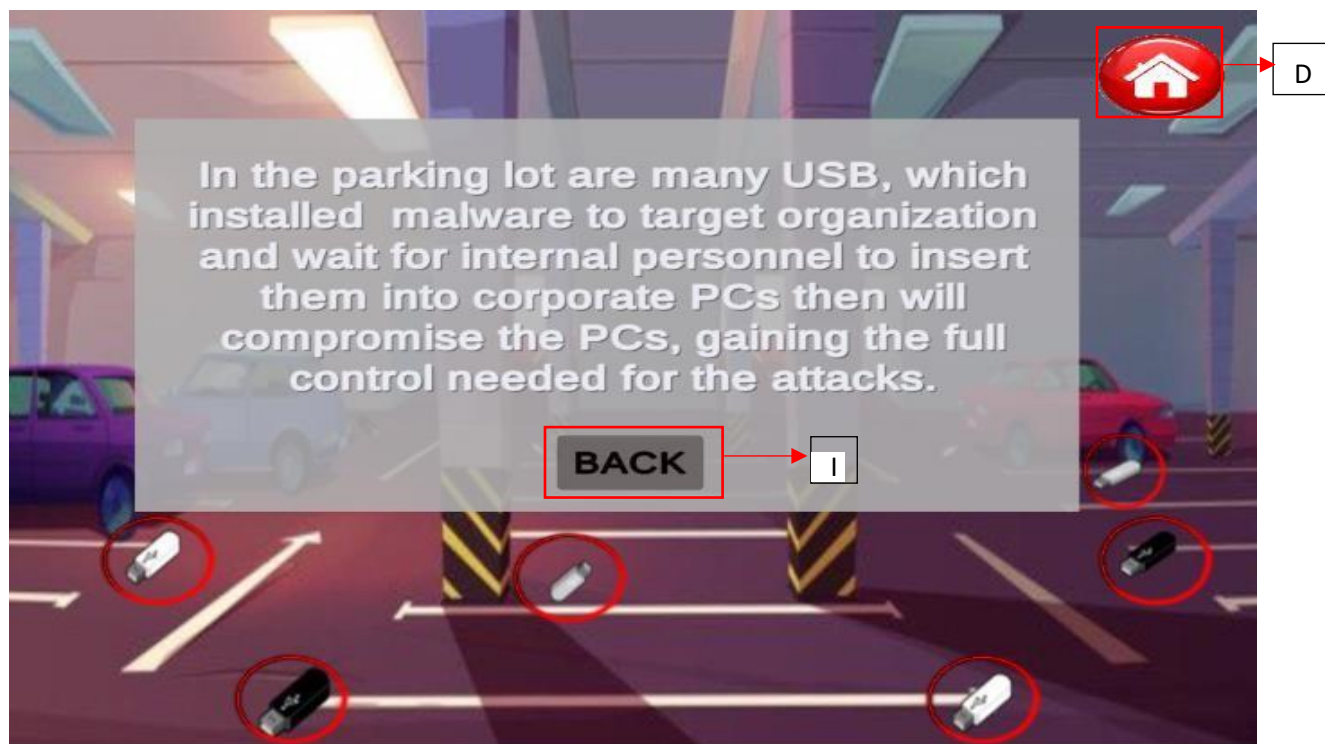 D
In the parking lot are many USB, which
installed  malware to target organization
and wait for internal personnel to insert
them into corporate PCs then will
compromise the PCs, gaining the full
control needed for the attacks.
BACK
I